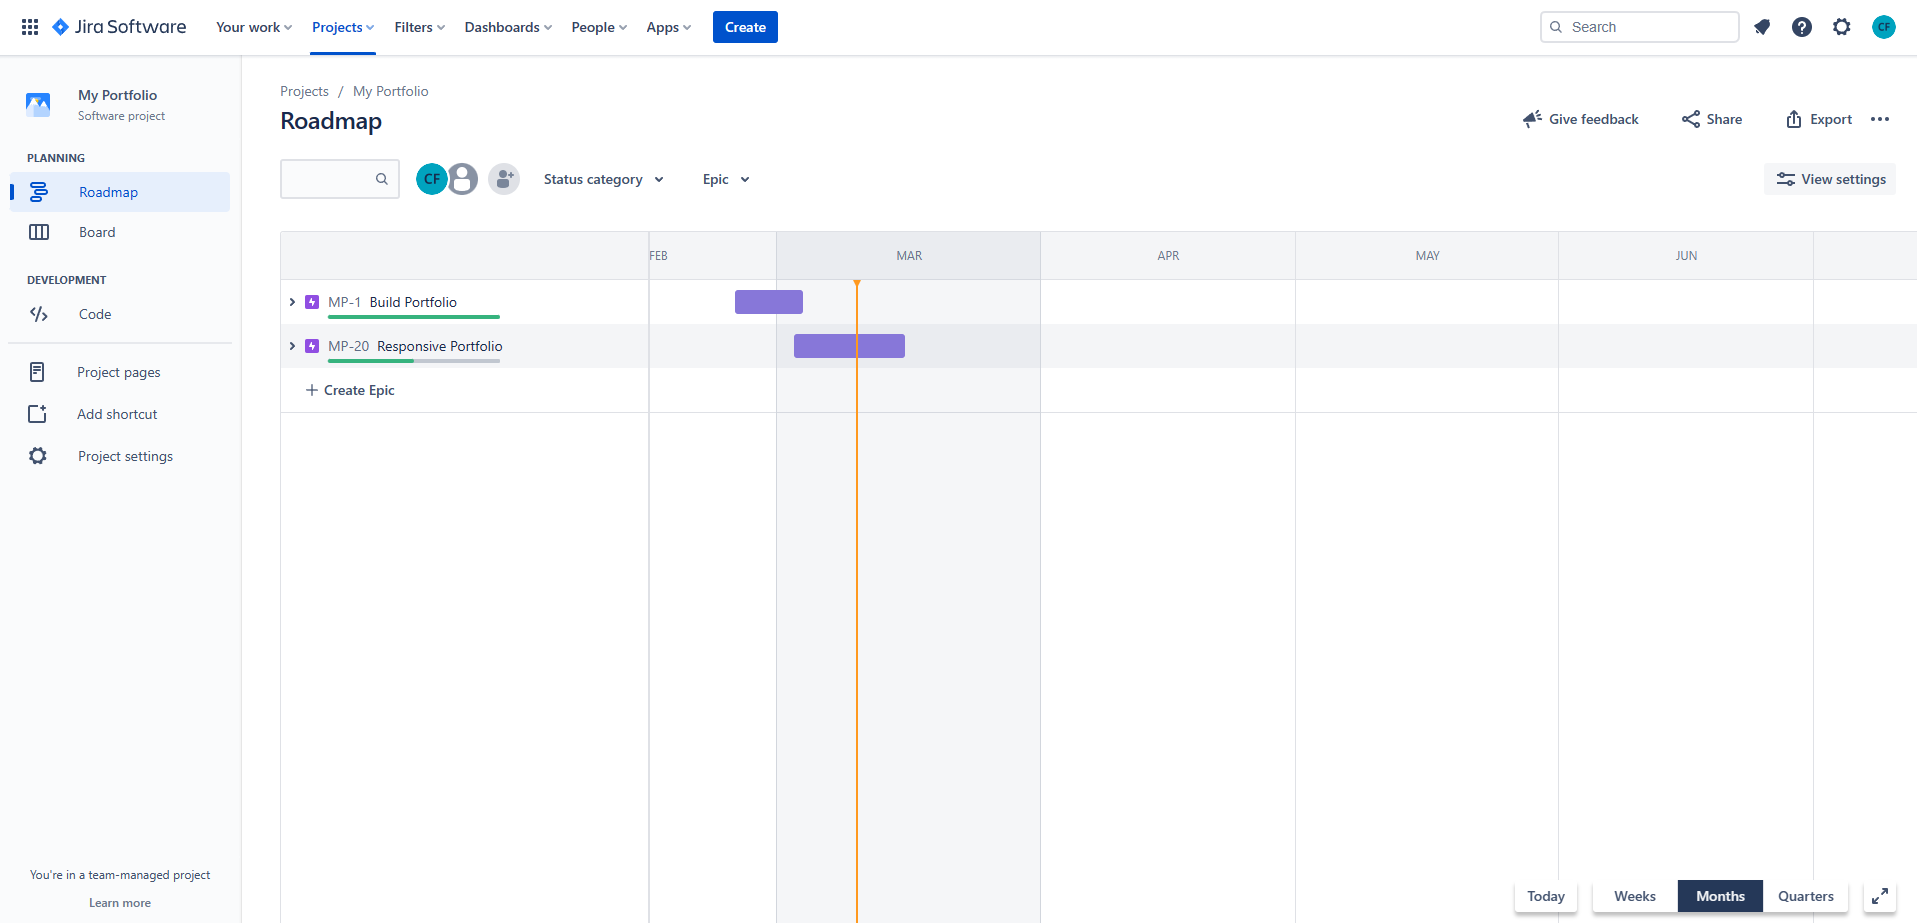 Jira Software Your work Projects Filters Dashboards People Apps Create Search CF
My Portfolio
Software project
PLANNING
Roadmap
Board
DEVELOPMENT
Code
Project pages
Add shortcut
Project settings
You're in a team-managed project
Learn more
Projects / My Portfolio
Roadmap
Give feedback Share Export
CF Status category Epic View settings
FEB MAR APR MAY JUN
MP-1 Build Portfolio
MP-20 Responsive Portfolio
Create Epic
Today Weeks Months Quarters